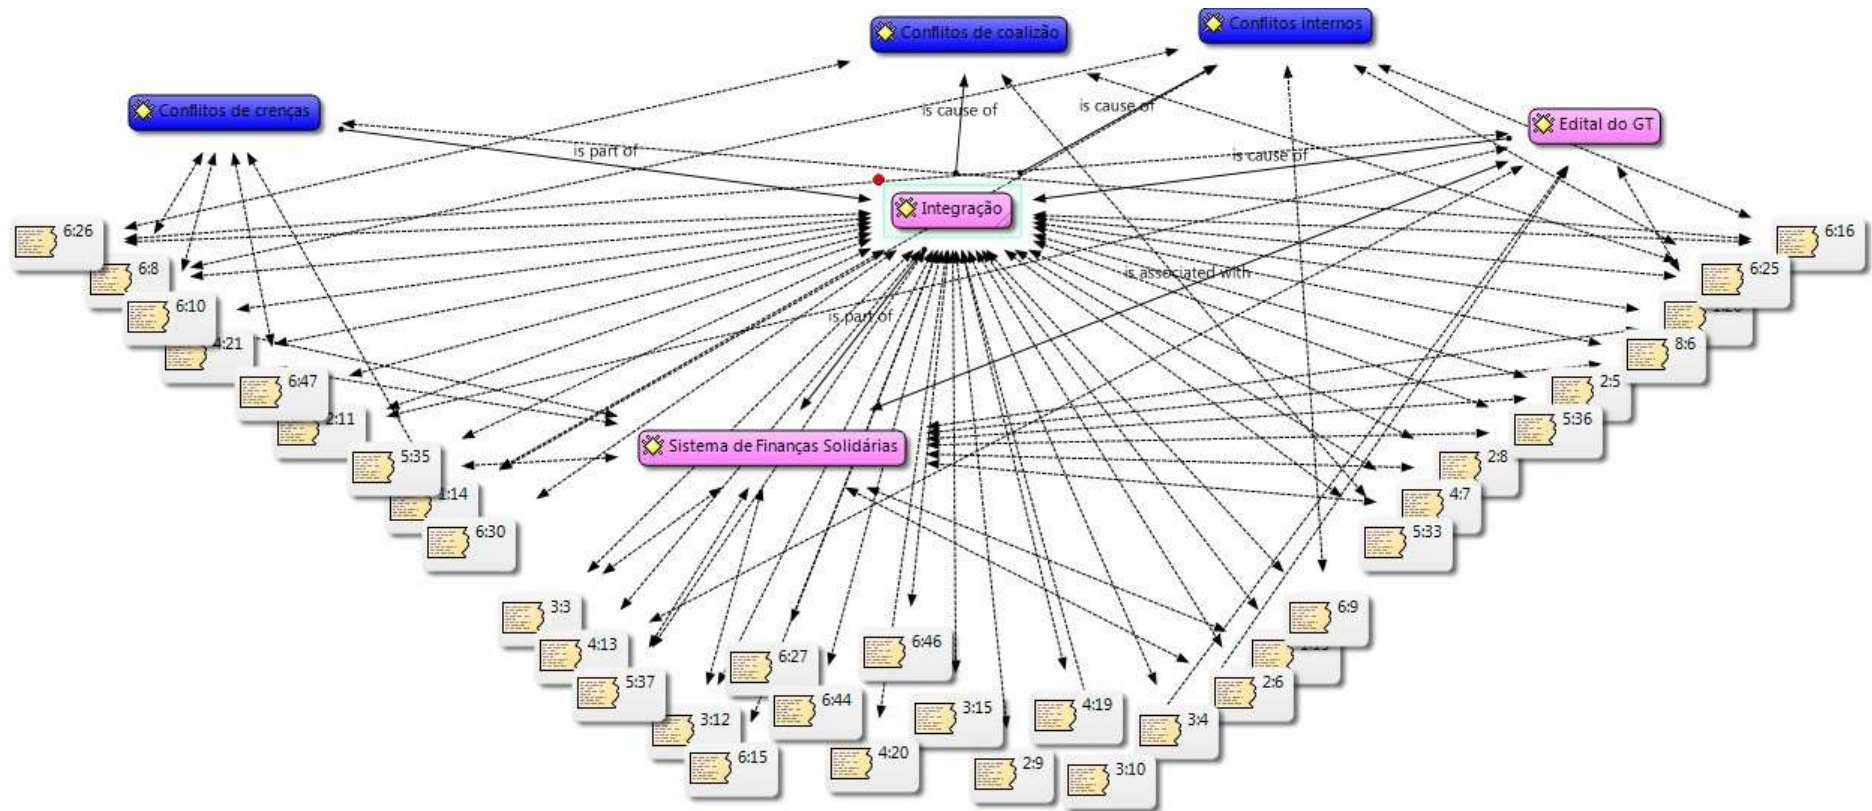 Conflitos de coalizão
Conflitos internos
Conflitos de crenças
Edital do GT
is cause of
is cause of
is part of
is cause of
Integração
6:26
6:16
6:8
6:25
is associated with
6:10
is part of
4:21
8:6
6:47
2:5
2:11
5:36
Sistema de Finanças Solidárias
5:35
2:8
1:14
4:7
6:30
5:33
3:3
6:9
4:13
6:27
6:46
5:37
2:6
3:12
6:44
3:15
4:19
3:4
6:15
4:20
2:9
3:10